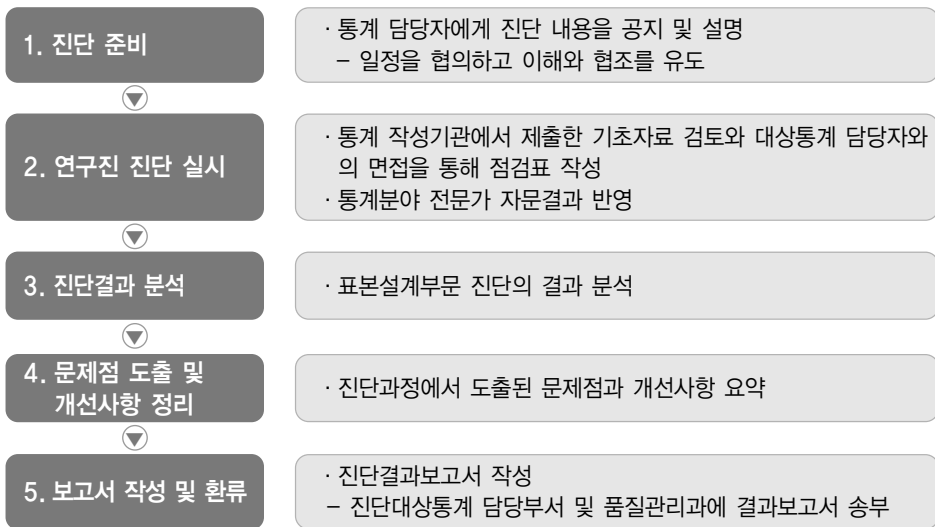 1. 진단 준비
· 통계 담당자에게 진단 내용을 공지 및 설명
– 일정을 협의하고 이해와 협조를 유도
2. 연구진 진단 실시
· 통계 작성기관에서 제출한 기초자료 검토와 대상통계 담당자와
의 면접을 통해 점검표 작성
· 통계분야 전문가 자문결과 반영
3. 진단결과 분석
· 표본설계부문 진단의 결과 분석
4. 문제점 도출 및
개선사항 정리
· 진단과정에서 도출된 문제점과 개선사항 요약
5. 보고서 작성 및 환류
· 진단결과보고서 작성
– 진단대상통계 담당부서 및 품질관리과에 결과보고서 송부